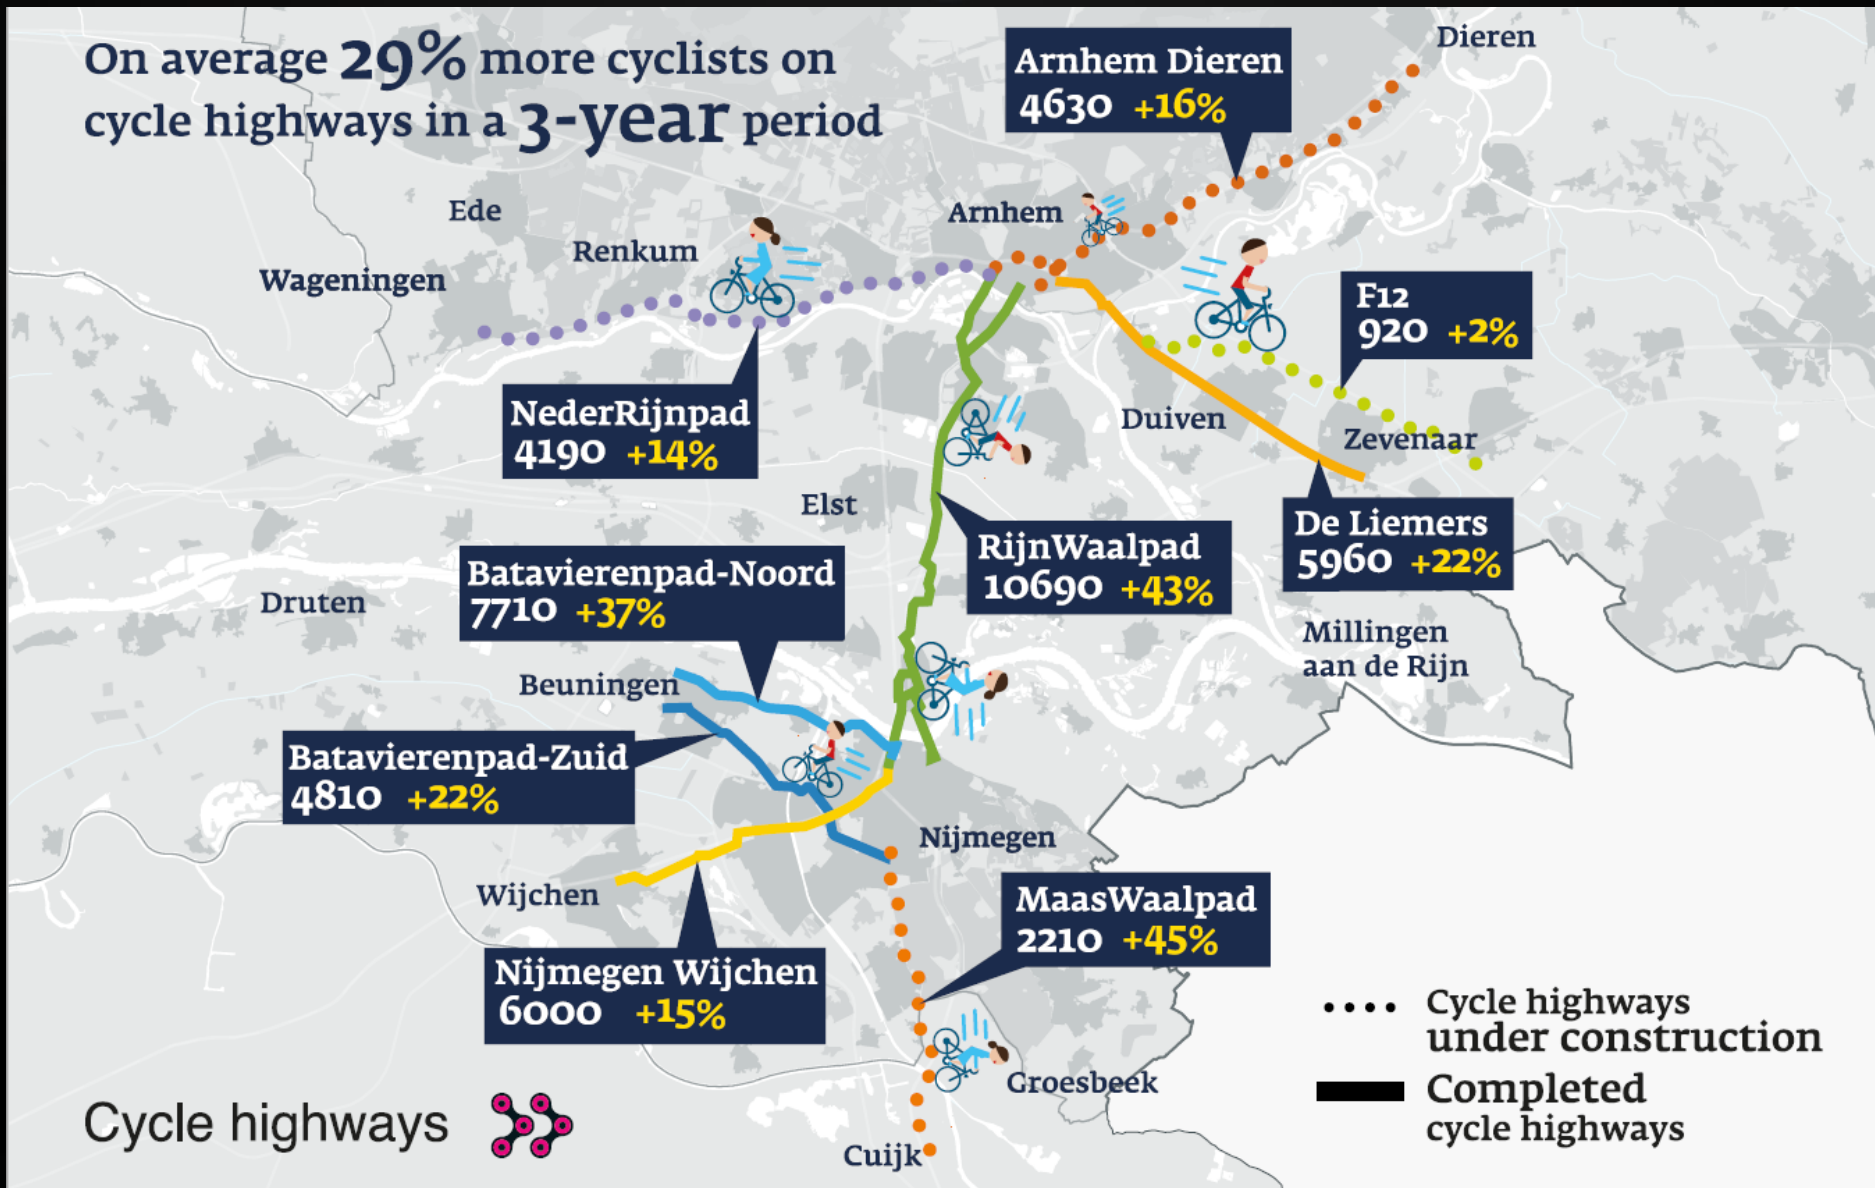 On average 29% more cyclists on
cycle highways in a 3-year period
Dieren
Arnhem Dieren
4630 +16%
Ede
Arnhem
Renkum
Wageningen
F12
920 +2%
NederRijnpad
4190 +14%
Duiven
Zevenaar
Elst
De Liemers
5960 +22%
RijnWaalpad
10690 +43%
Batavierenpad-Noord
7710 +37%
Druten
Millingen
aan de Rijn
Beuningen
Batavierenpad-Zuid
4810 +22%
Nijmegen
Wijchen
MaasWaalpad
2210 +45%
Nijmegen Wijchen
6000 +15%
Cycle highways
under construction
Completed
cycle highways
Groesbeek
Cycle highways
Cuijk